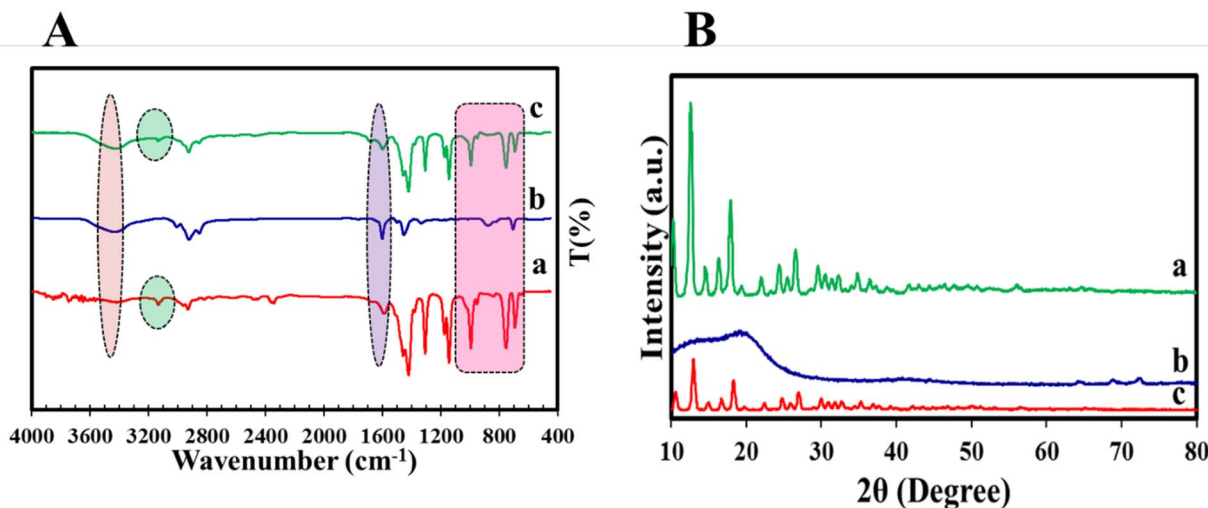 A
c
b
a
T(%)
4000 3600 3200 2800 2400 2000 1600 1200 800 400
Wavenumber (cm⁻¹)
B
Intensity (a.u.)
a
b
c
10 20 30 40 50 60 70 80
2θ (Degree)